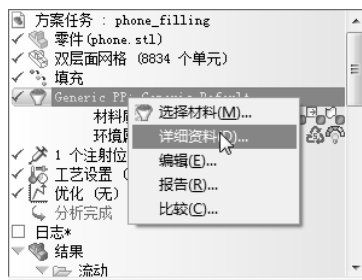 方案任务 : phone_filling
零件(phone.stl)
双层面网格 (8834 个单元)
填充
Generic PP: Generic Default
材料
选择材料(M)...
环境
详细资料(D)...
1 个注射位
编辑(E)...
工艺设置 (
报告(R)...
优化 (无)
比较(C)...
分析完成
日志*
结果
流动